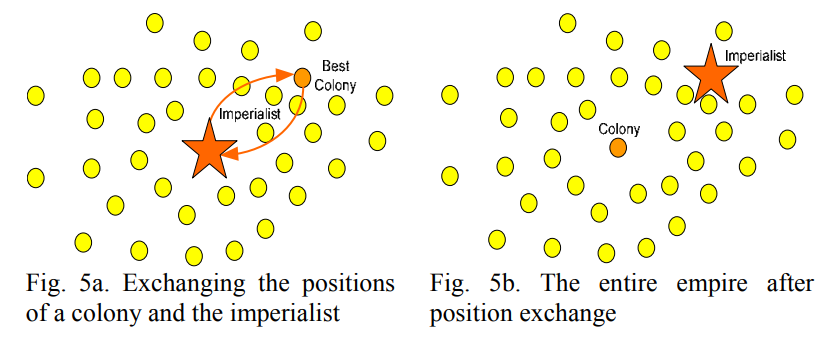 Best
Colony
Imperialist
Fig. 5a. Exchanging the positions
of a colony and the imperialist
Imperialist
Colony
Fig. 5b. The entire empire after
position exchange